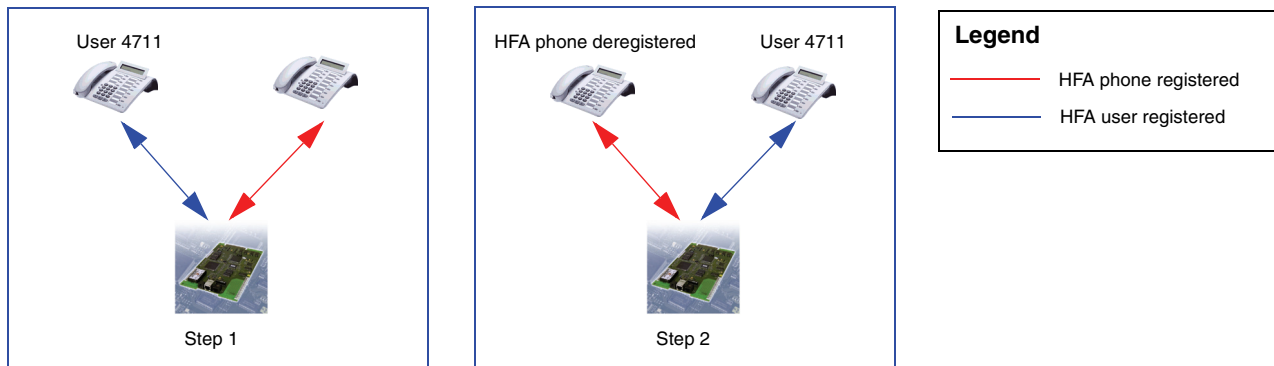 User 4711
Step 1
HFA phone deregistered
User 4711
Step 2
Legend
HFA phone registered
HFA user registered